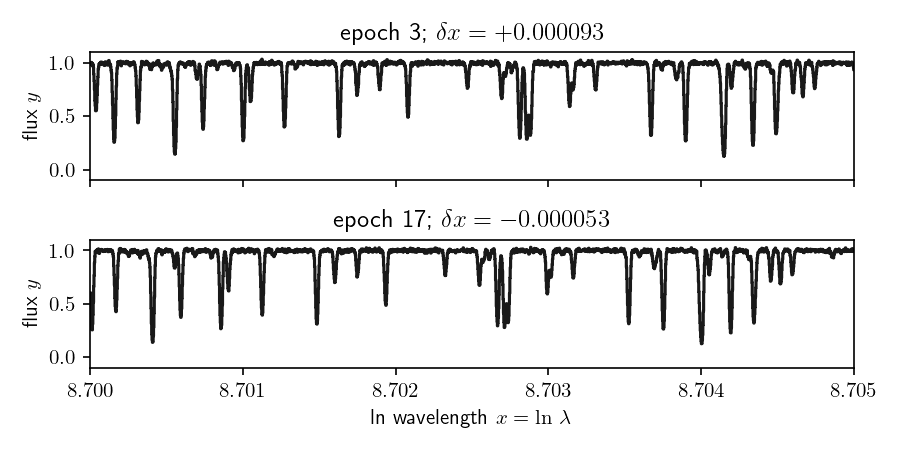 epoch 3; δx = +0.000093
1.0
0.5
0.0
flux y
epoch 17; δx = −0.000053
1.0
0.5
0.0
flux y
8.700 8.701 8.702 8.703 8.704 8.705
ln wavelength x = ln λ